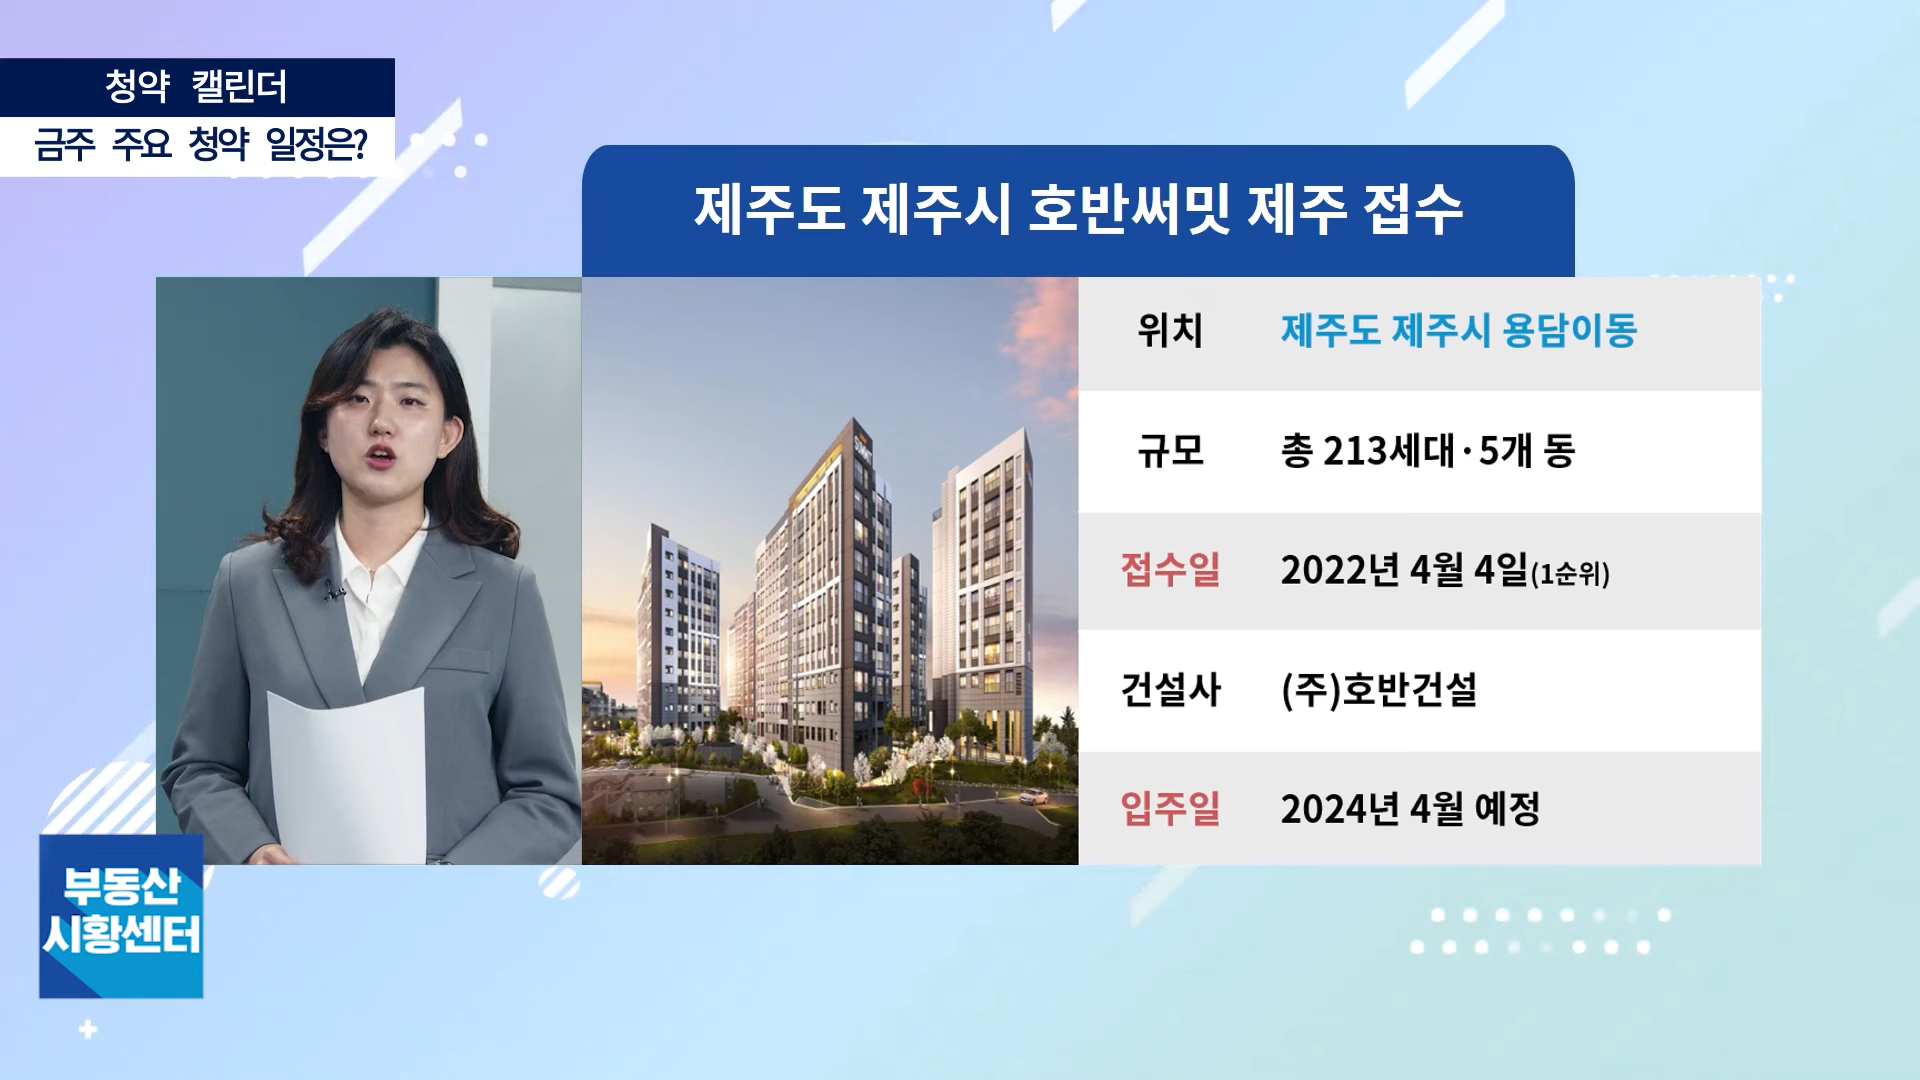 청약 캘린더
금주 주요 청약 일정은?
제주도 제주시 호반써밋 제주 접수
위치 제주도 제주시 용담이동
규모 총 213세대·5개 동
접수일 2022년 4월 4일(1순위)
건설사 (주)호반건설
입주일 2024년 4월 예정
부동산
시황센터